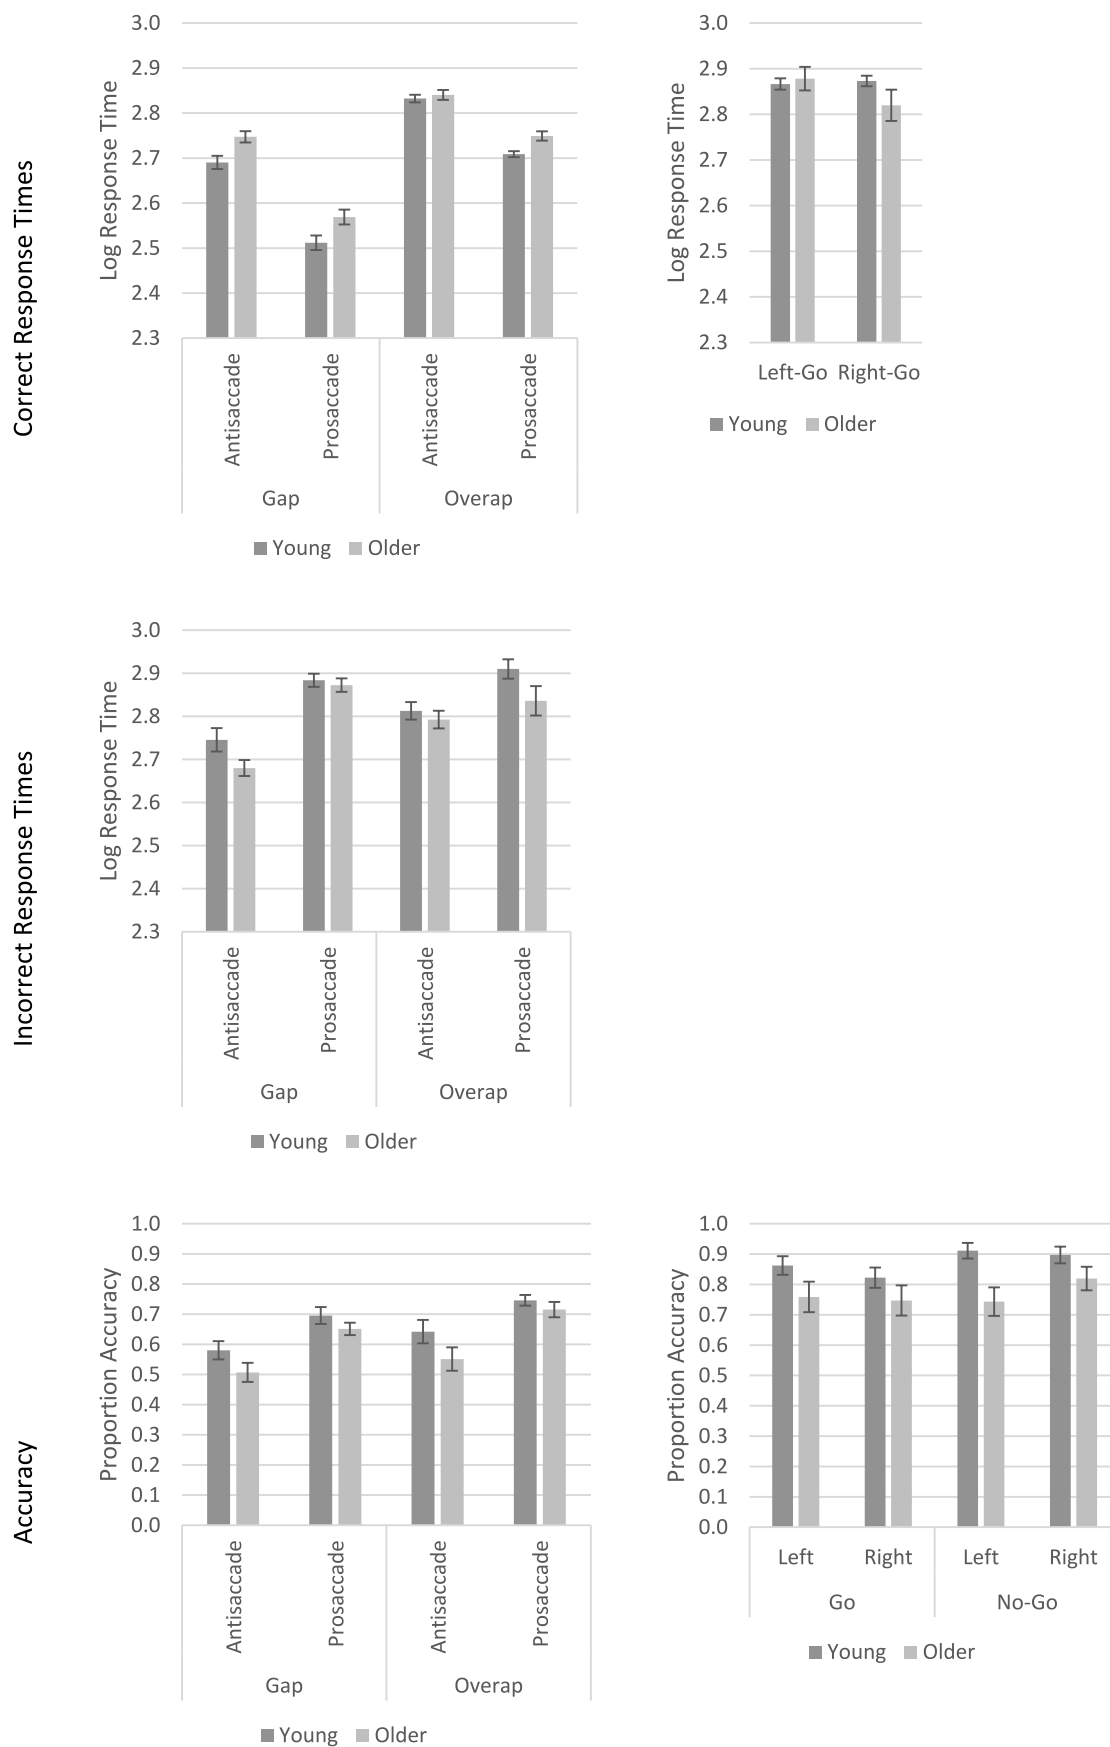 Correct Response Times
Log Response Time
3.0
2.9
2.8
2.7
2.6
2.5
2.4
2.3
Antisaccade
Prosaccade
Antisaccade
Prosaccade
Gap
Overap
Young
Older
Log Response Time
3.0
2.9
2.8
2.7
2.6
2.5
2.4
2.3
Left-Go
Right-Go
Young
Older
Incorrect Response Times
Log Response Time
3.0
2.9
2.8
2.7
2.6
2.5
2.4
2.3
Antisaccade
Prosaccade
Antisaccade
Prosaccade
Gap
Overap
Young
Older
Accuracy
Proportion Accuracy
1.0
0.9
0.8
0.7
0.6
0.5
0.4
0.3
0.2
0.1
0.0
Antisaccade
Prosaccade
Antisaccade
Prosaccade
Gap
Overap
Young
Older
Proportion Accuracy
1.0
0.9
0.8
0.7
0.6
0.5
0.4
0.3
0.2
0.1
0.0
Left
Right
Left
Right
Go
No-Go
Young
Older